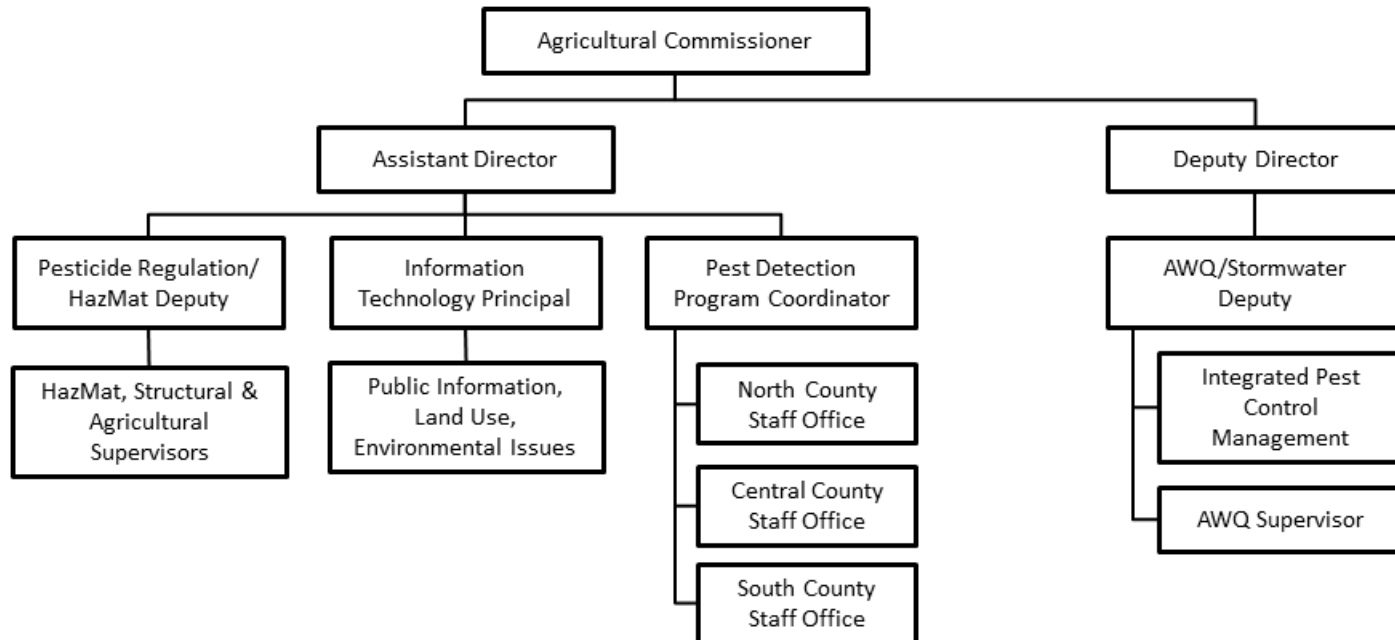 Agricultural Commissioner
Assistant Director
Deputy Director
Pesticide Regulation/
HazMat Deputy
Information
Technology Principal
Pest Detection
Program Coordinator
AWQ/Stormwater
Deputy
HazMat, Structural &
Agricultural
Supervisors
Public Information,
Land Use,
Environmental Issues
North County
Staff Office
Central County
Staff Office
South County
Staff Office
Integrated Pest
Control
Management
AWQ Supervisor